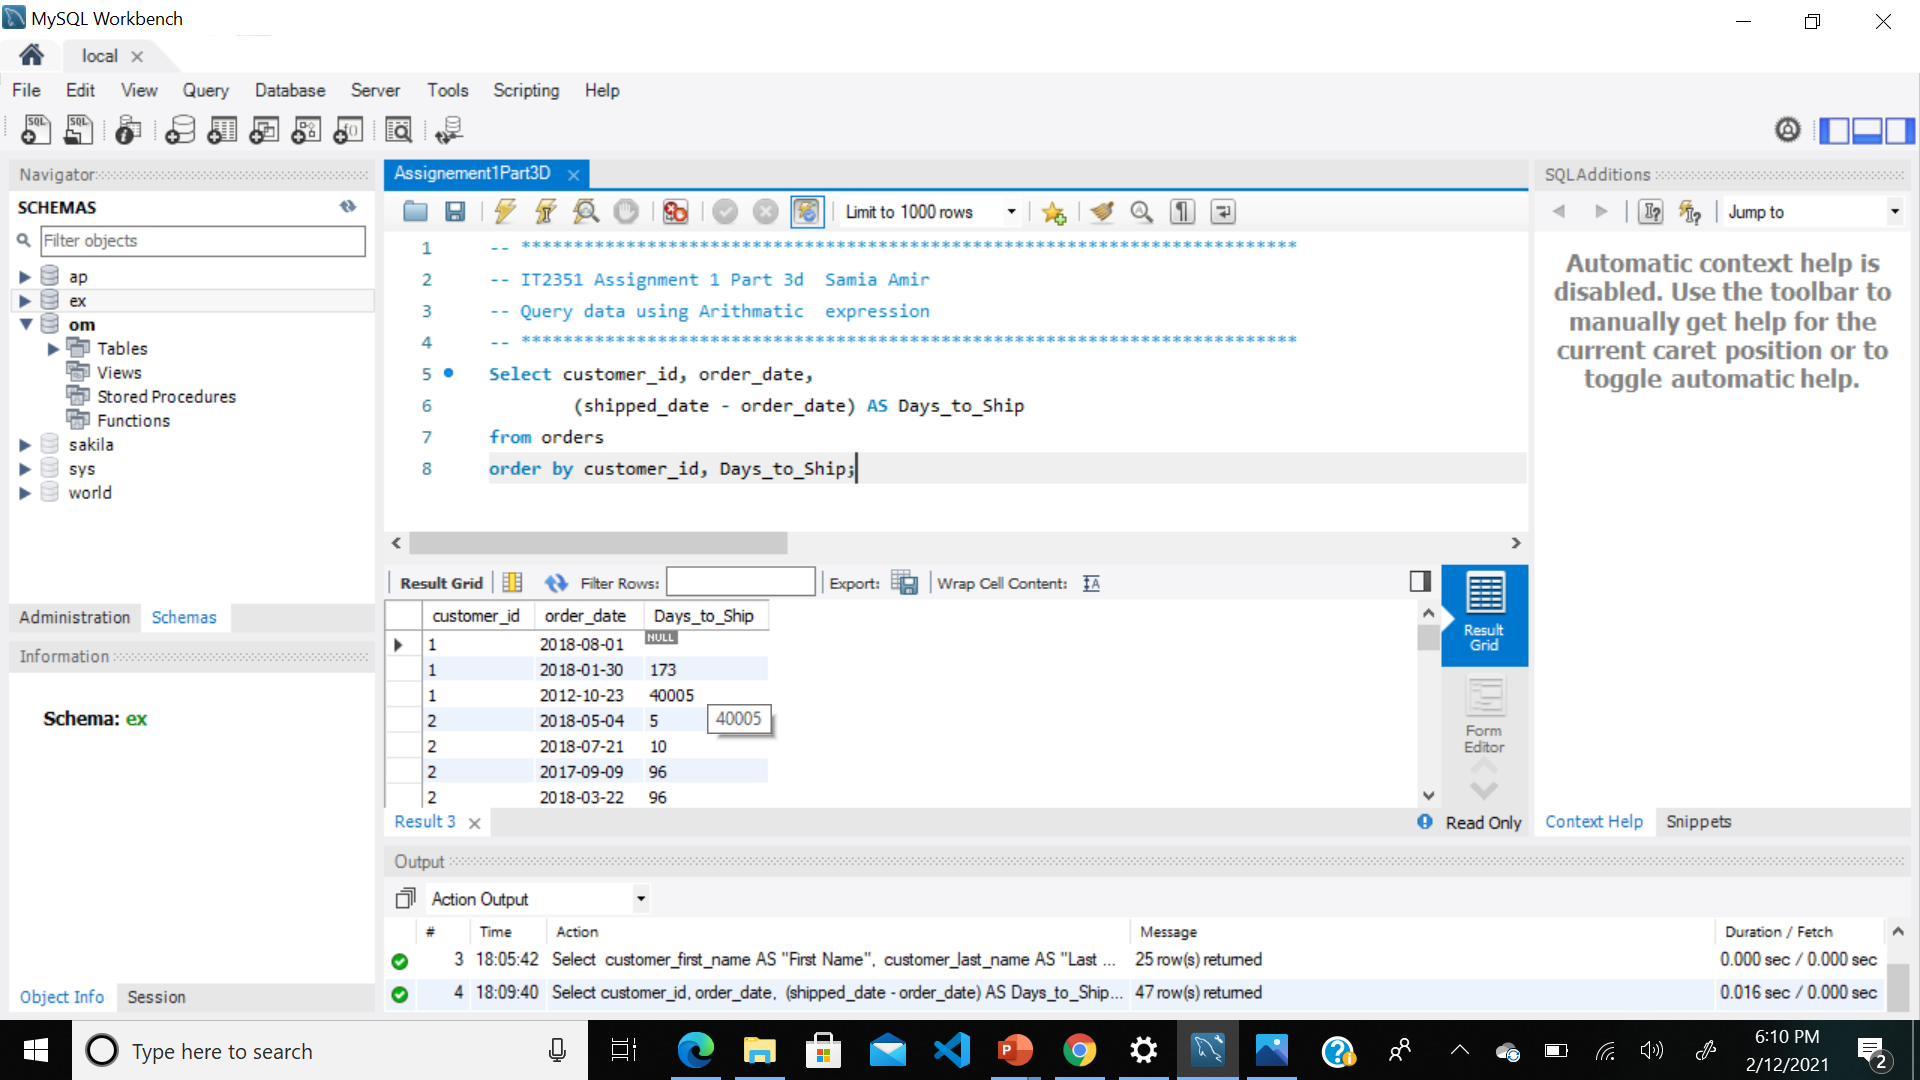 MySQL Workbench
local
File Edit View Query Database Server Tools Scripting Help
Navigator
SCHEMAS
Filter objects
ap
ex
om
Tables
Views
Stored Procedures
Functions
sakila
sys
world
Administration Schemas
Information
Schema: ex
Object Info Session
Assignement1Part3D
Limit to 1000 rows
1 -- **************************************************************************
2 -- IT2351 Assignment 1 Part 3d  Samia Amir
3 -- Query data using Arithmatic  expression
4 -- **************************************************************************
5 Select customer_id, order_date,
6 (shipped_date - order_date) AS Days_to_Ship
7 from orders
8 order by customer_id, Days_to_Ship;
Result Grid Filter Rows: Export: Wrap Cell Content:
customer_id order_date Days_to_Ship
1 2018-08-01 NULL
1 2018-01-30 173
1 2012-10-23 40005
2 2018-05-04 5
40005
2 2018-07-21 10
2 2017-09-09 96
2 2018-03-22 96
Result Grid
Form Editor
Result 3
Read Only
SQLAdditions
Jump to
Automatic context help is
disabled. Use the toolbar to
manually get help for the
current caret position or to
toggle automatic help.
Context Help Snippets
Output
Action Output
# Time Action Message Duration / Fetch
3 18:05:42 Select customer_first_name AS "First Name", customer_last_name AS "Last ... 25 row(s) returned 0.000 sec / 0.000 sec
4 18:09:40 Select customer_id, order_date, (shipped_date - order_date) AS Days_to_Ship... 47 row(s) returned 0.016 sec / 0.000 sec
Type here to search
6:10 PM
2/12/2021
2